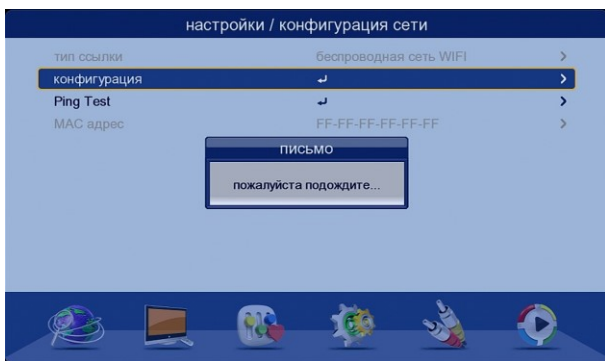 настройки / конфигурация сети
тип ссылки беспроводная сеть WIFI
конфигурация
Ping Test
MAC адрес FF-FF-FF-FF-FF-FF
письмо
пожалуйста подождите...